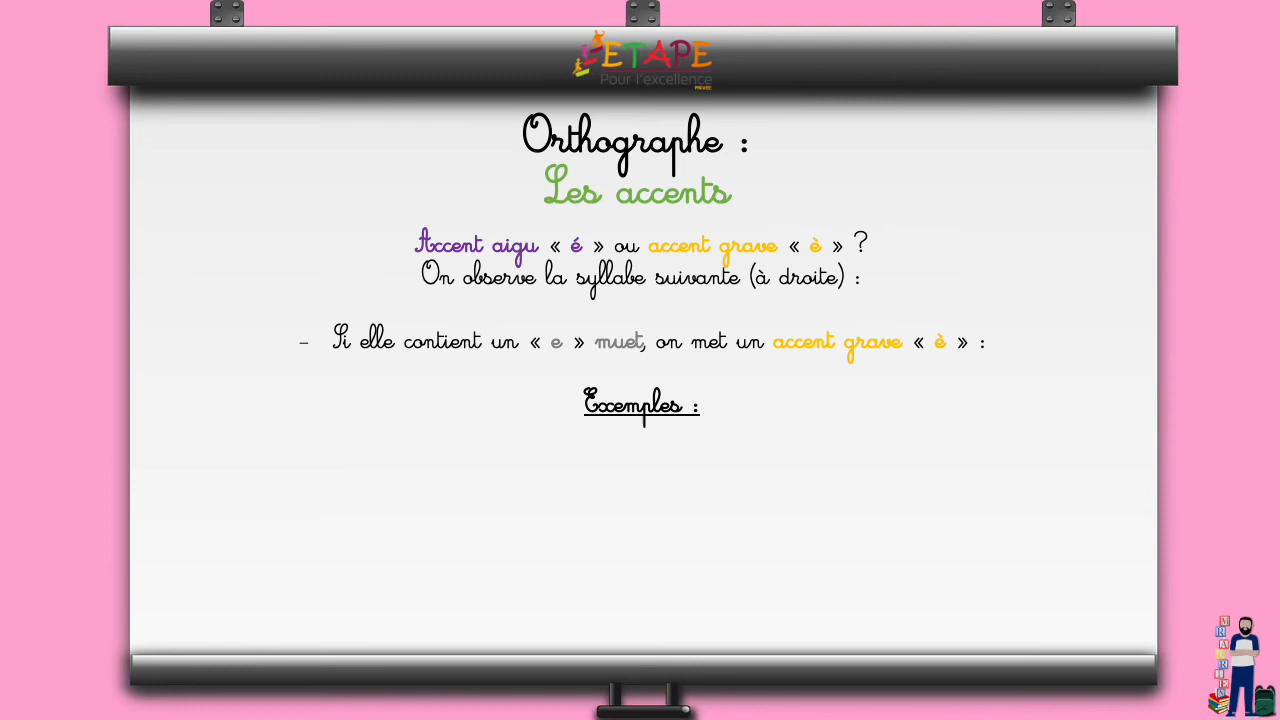 ETAPE
Pour l'excellence
PRIVÉE
Orthographe :
Les accents
Accent aigu « é » ou accent grave « è » ?
On observe la syllabe suivante (à droite) :
- Si elle contient un « e » muet, on met un accent grave « è » :
Exemples :